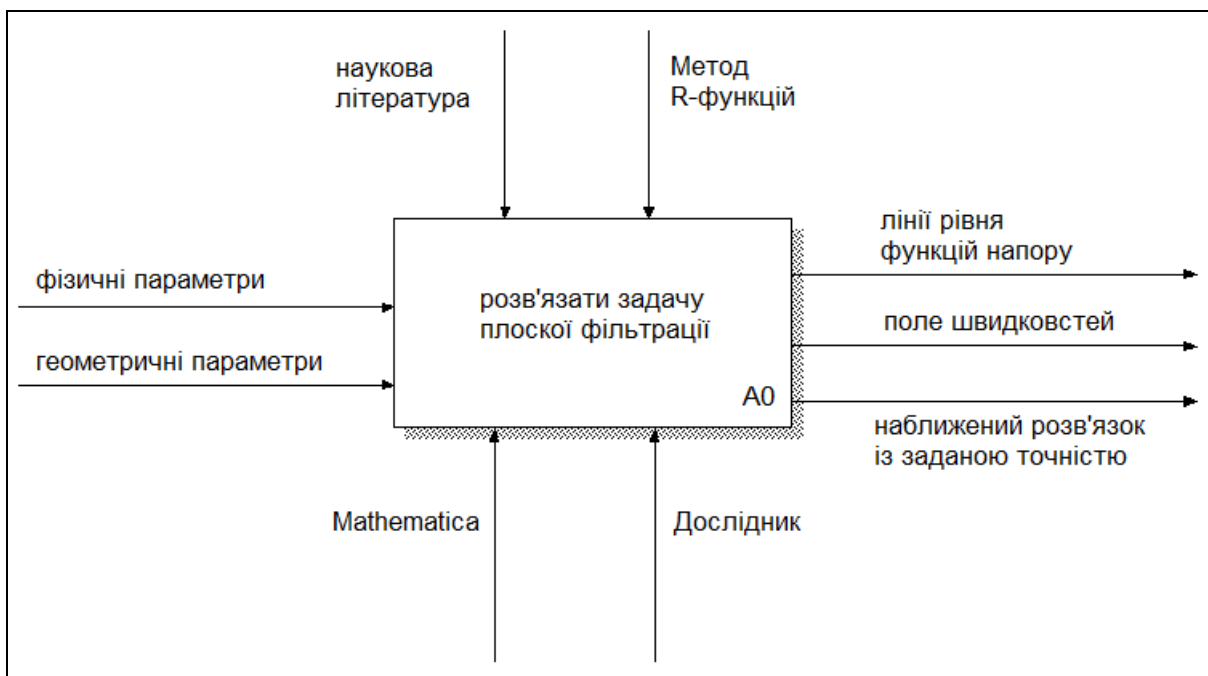 наукова
література
Метод
R-функцій
лінії рівня
функцій напору
фізичні параметри
розв'язати задачу
плоскої фільтрації
поле швидковстей
геометричні параметри
A0
наближений розв'язок
із заданою точністю
Mathematica
Дослідник